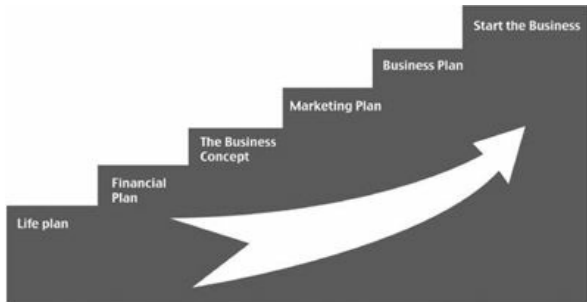 Start the Business
Business Plan
Marketing Plan
The Business
Concept
Financial
Plan
Life plan